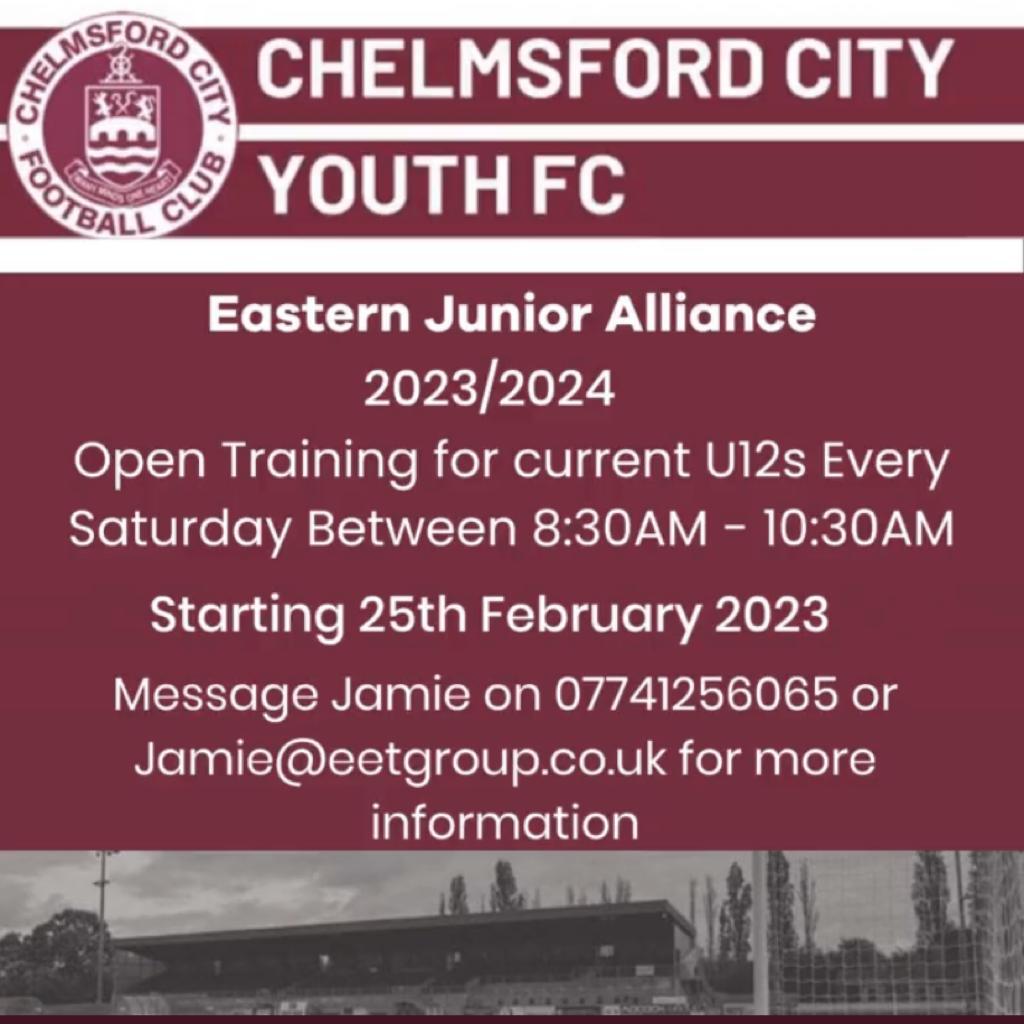 CHELMSFORD CITY
FOOTBALL CLUB
CHELMSFORD CITY
YOUTH FC
Eastern Junior Alliance
2023/2024
Open Training for current U12s Every
Saturday Between 8:30AM - 10:30AM
Starting 25th February 2023
Message Jamie on 07741256065 or
Jamie@eetgroup.co.uk for more
information